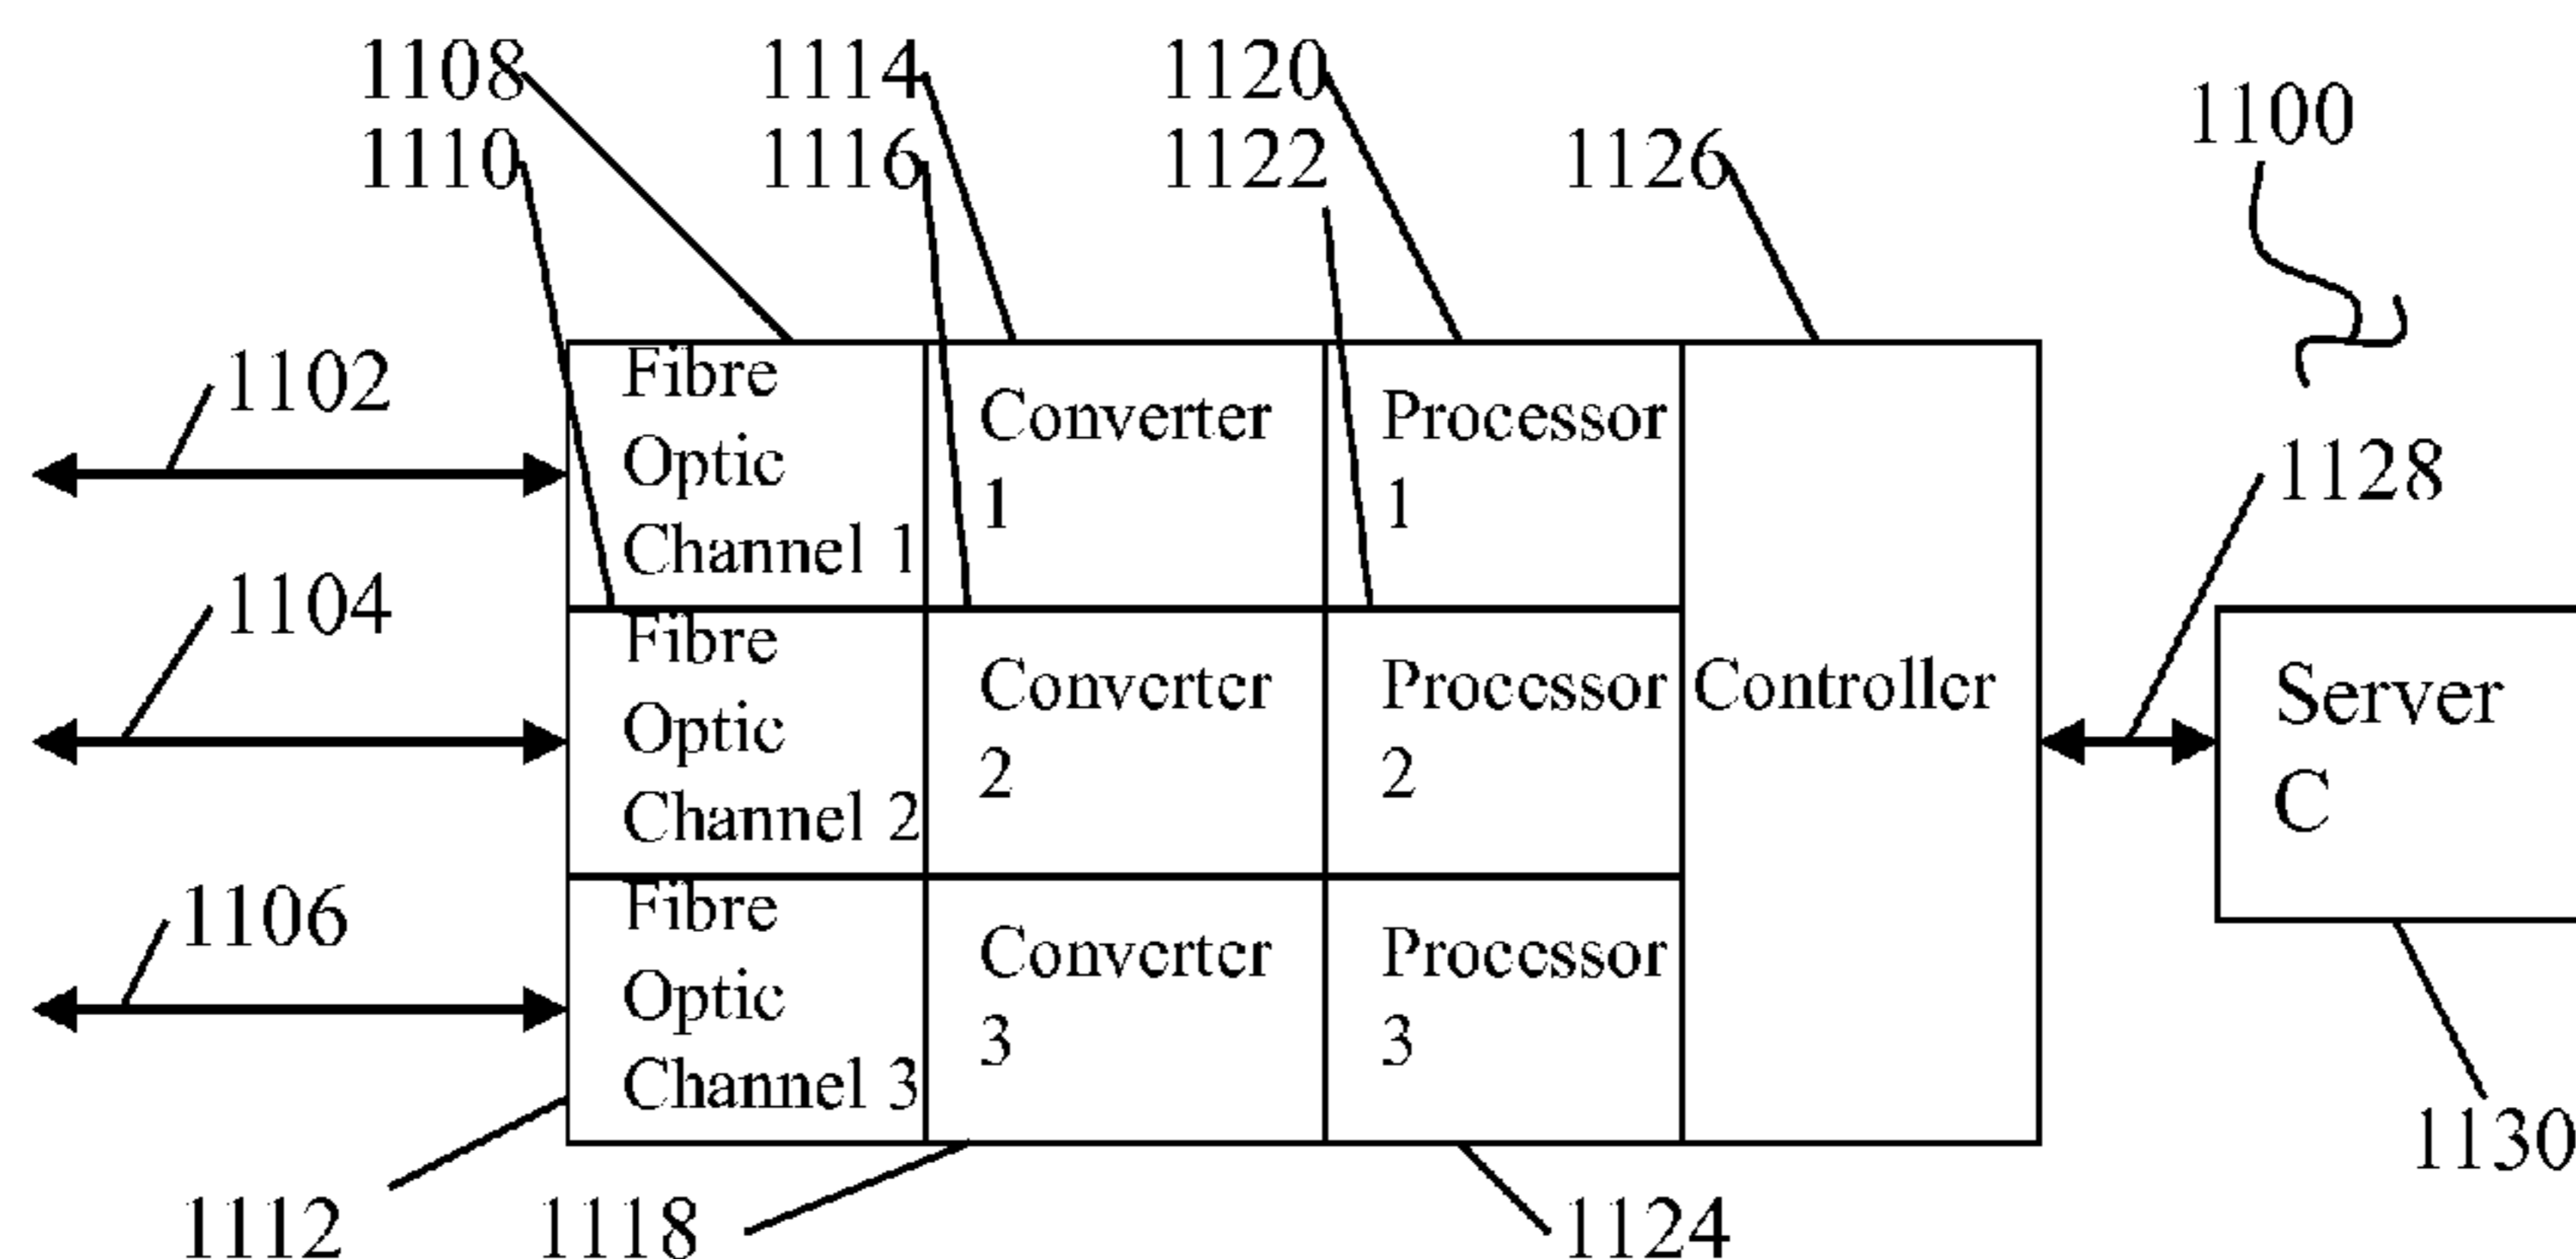 1108 1114 1120
1100
1110 1116 1122 1126
1102
Fibre
Optic
Channel 1
Converter
1
Processor
1
1128
1104
Fibre
Optic
Channel 2
Converter
2
Processor
2
Controller
Server
C
1106
Fibre
Optic
Channel 3
Converter
3
Processor
3
1130
1112 1118 1124